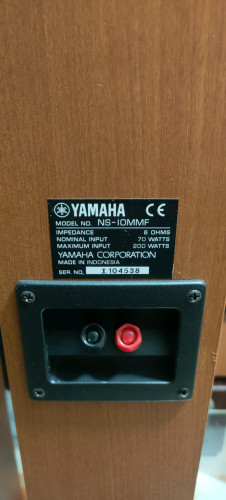 YAMAHA CE
MODEL NO. NS-10MMF
IMPEDANCE 6 OHMS
NOMINAL INPUT 70 WATTS
MAXIMUM INPUT 200 WATTS
YAMAHA CORPORATION
MADE IN INDONESIA
SER. NO. I104538